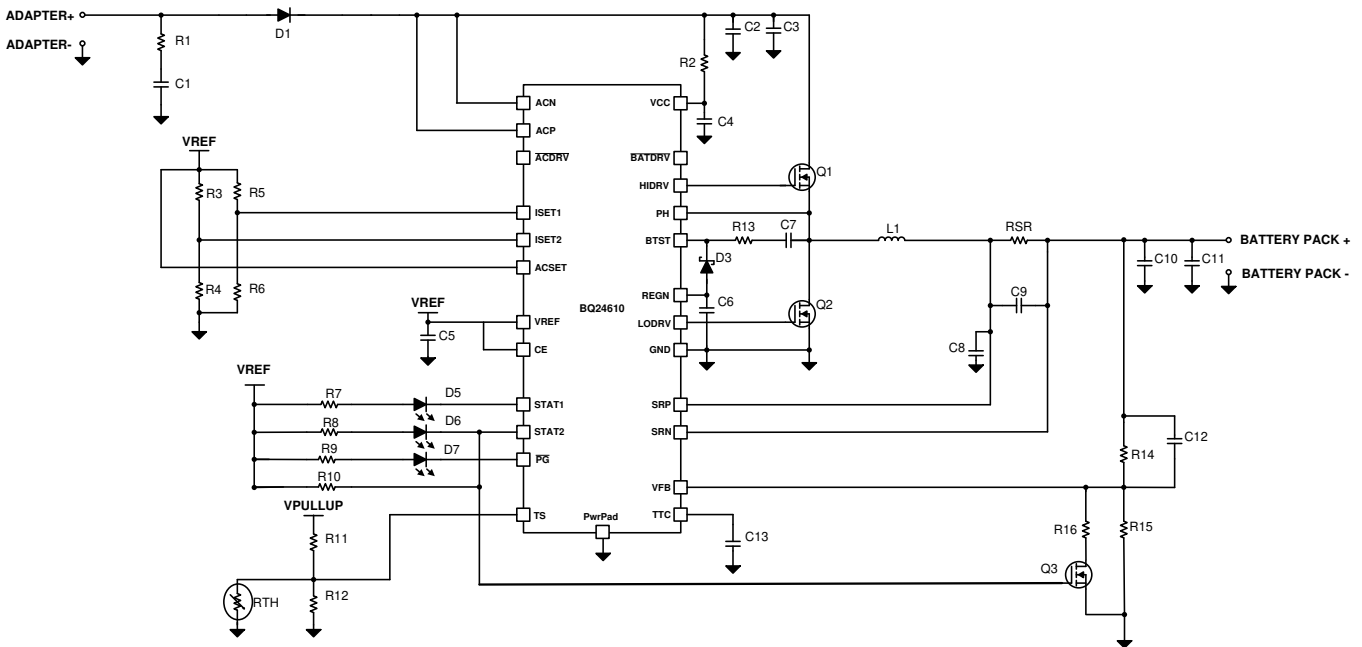 ADAPTER+
D1
C2
C3
ADAPTER-
R1
R2
C1
ACN
VCC
C4
ACP
VREF
ACDRV
BATDRV
Q1
R3
R5
HIDRV
ISET1
PH
R13
C7
L1
RSR
ISET2
BTST
BATTERY PACK +
D3
C10
C11
ACSET
BATTERY PACK -
R4
R6
REGN
C6
C9
VREF
BQ24610
Q2
VREF
LODRV
C5
C8
CE
GND
VREF
R7
D5
STAT1
SRP
R8
D6
STAT2
SRN
C12
R9
D7
PG
R14
R10
VFB
VPULLUP
TS
PwrPad
TTC
R11
C13
R16
R15
Q3
RTH
R12